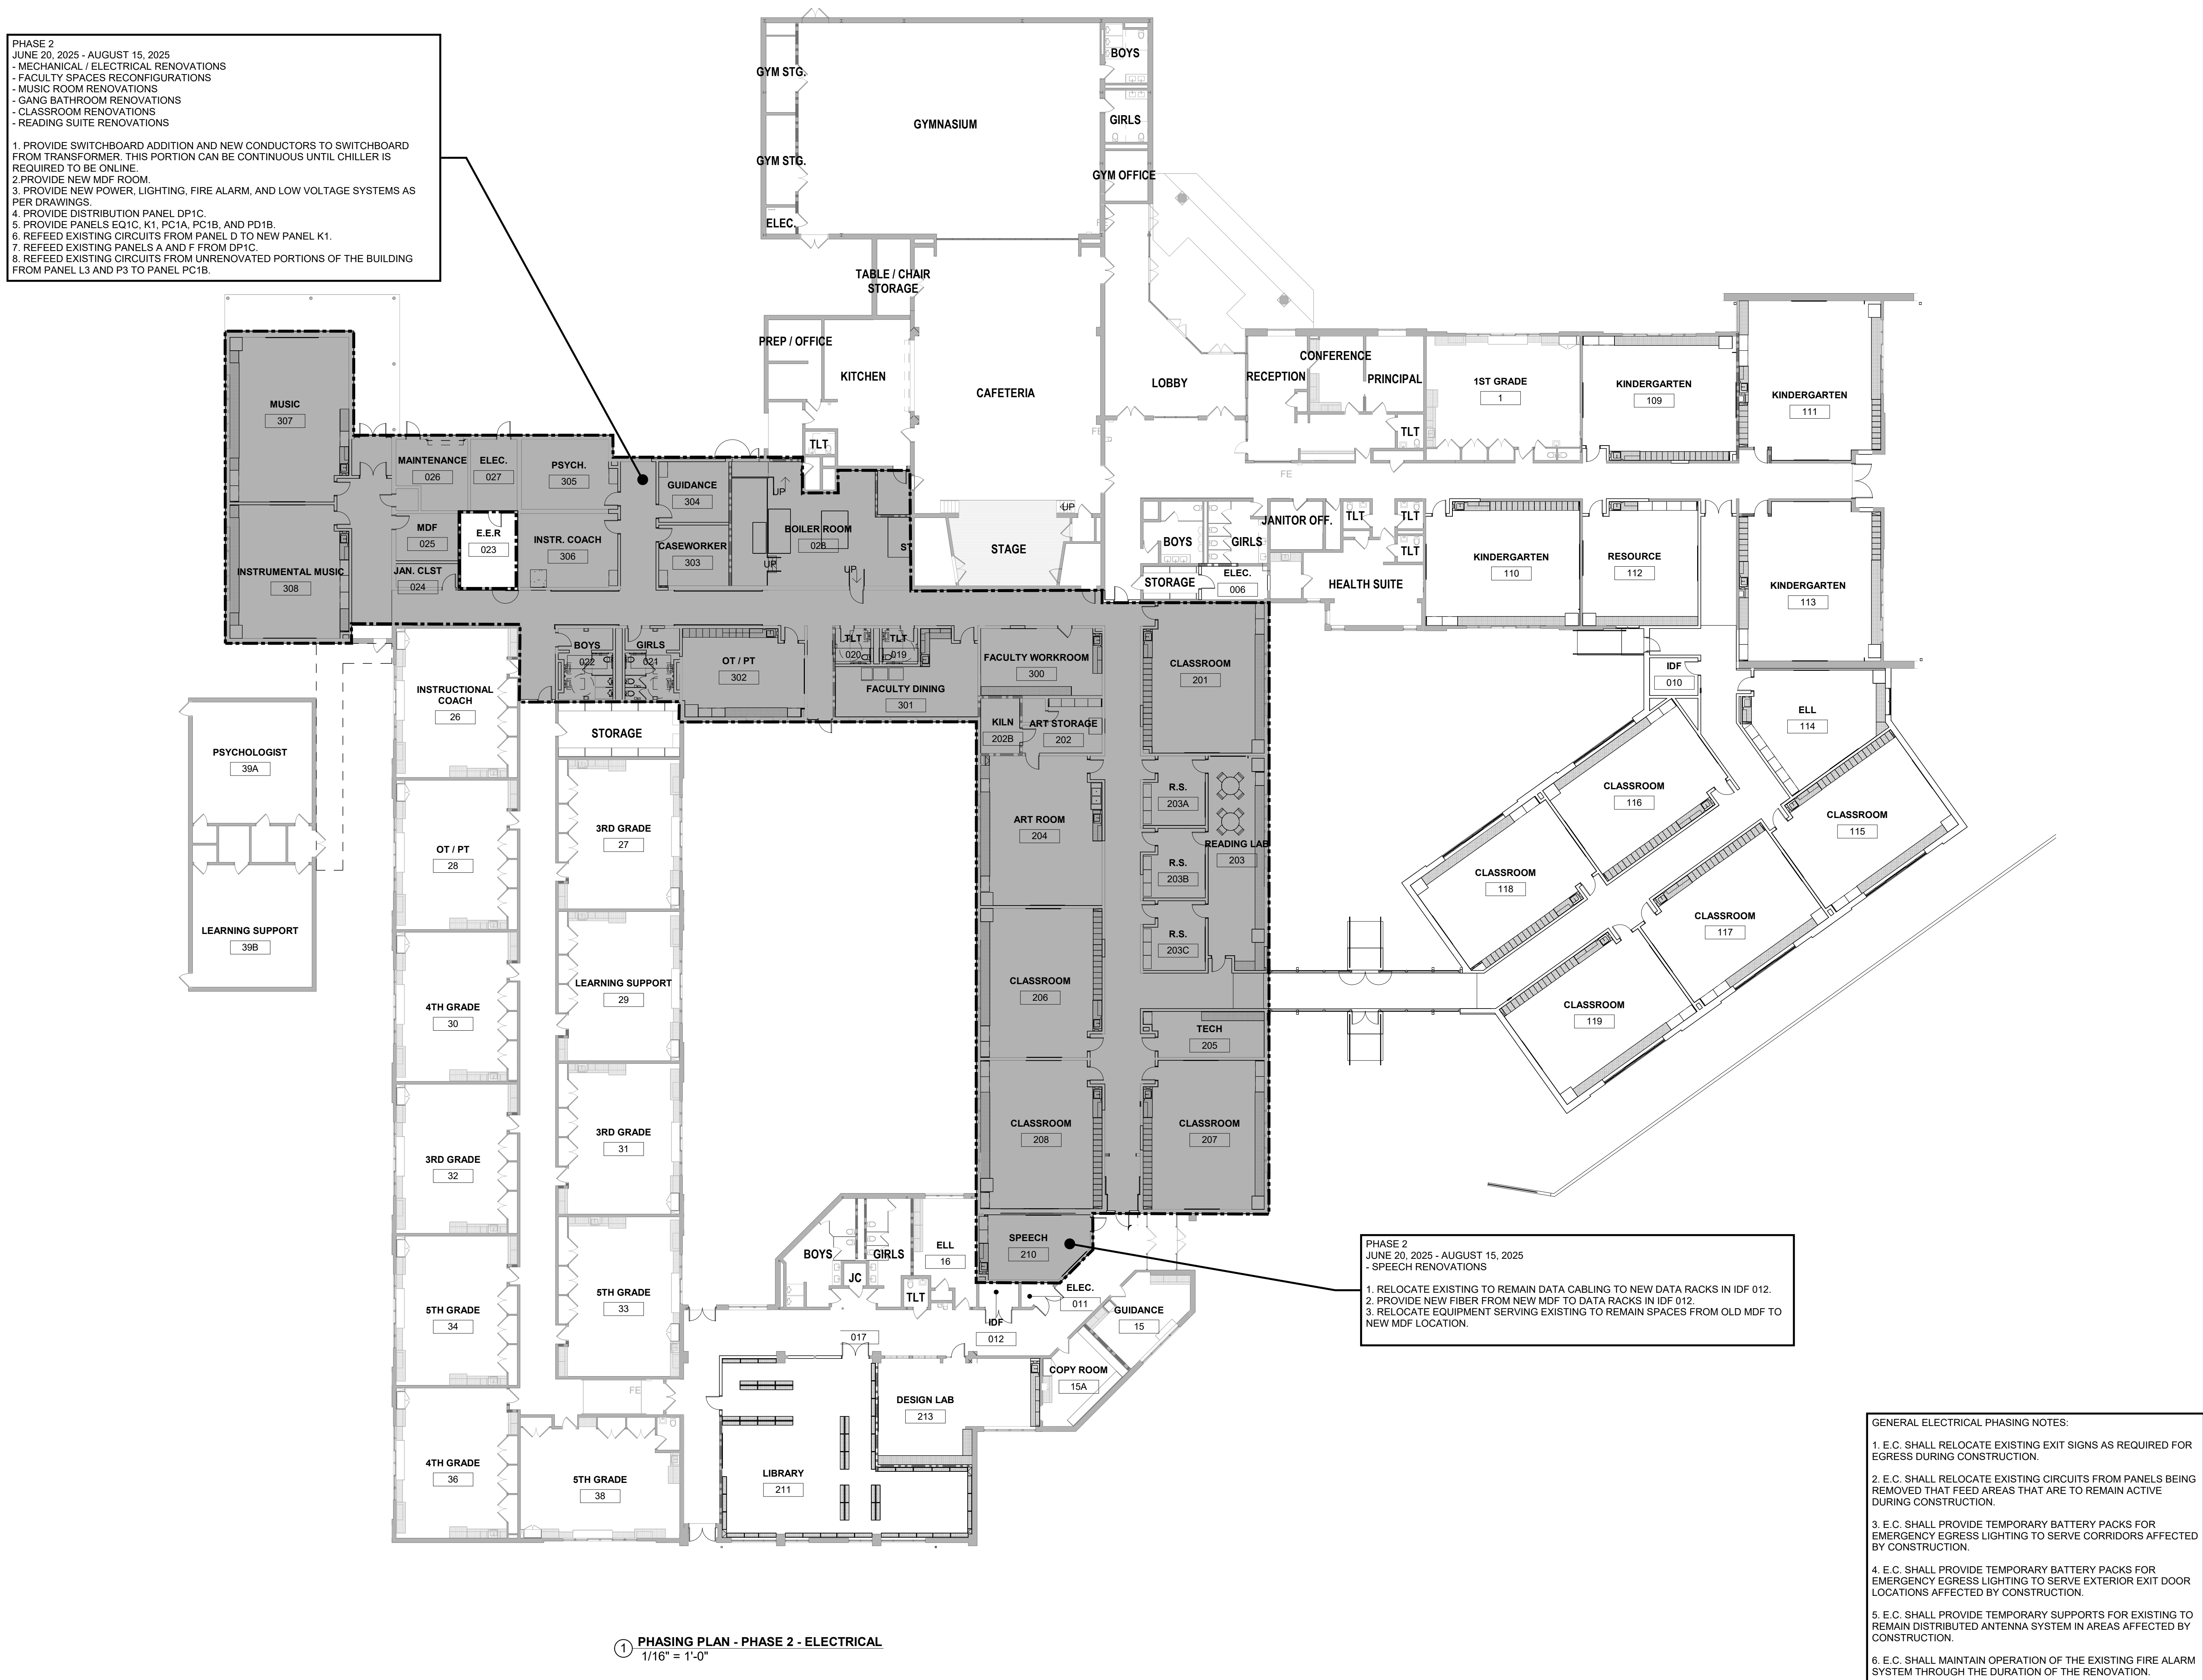 PHASE 2
JUNE 20, 2025 - AUGUST 15, 2025
- MECHANICAL / ELECTRICAL RENOVATIONS
- FACULTY SPACES RECONFIGURATIONS
- MUSIC ROOM RENOVATIONS
- GANG BATHROOM RENOVATIONS
- CLASSROOM RENOVATIONS
- READING SUITE RENOVATIONS
1. PROVIDE SWITCHBOARD ADDITION AND NEW CONDUCTORS TO SWITCHBOARD
FROM TRANSFORMER. THIS PORTION CAN BE CONTINUOUS UNTIL CHILLER IS
REQUIRED TO BE ONLINE.
2.PROVIDE NEW MDF ROOM.
3. PROVIDE NEW POWER, LIGHTING, FIRE ALARM, AND LOW VOLTAGE SYSTEMS AS
PER DRAWINGS.
4. PROVIDE DISTRIBUTION PANEL DP1C.
5. PROVIDE PANELS EQ1C, K1, PC1A, PC1B, AND PD1B.
6. REFEED EXISTING CIRCUITS FROM PANEL D TO NEW PANEL K1.
7. REFEED EXISTING PANELS A AND F FROM DP1C.
8. REFEED EXISTING CIRCUITS FROM UNRENOVATED PORTIONS OF THE BUILDING
FROM PANEL L3 AND P3 TO PANEL PC1B.
GYM STG.
GYMNASIUM
BOYS
GIRLS
GYM STG.
GYM OFFICE
ELEC.
TABLE / CHAIR
STORAGE
PREP / OFFICE
KITCHEN
CAFETERIA
LOBBY
RECEPTION
CONFERENCE
PRINCIPAL
1ST GRADE
1
KINDERGARTEN
109
KINDERGARTEN
111
TLT
TLT
FE
FE
MUSIC
307
MAINTENANCE
026
ELEC.
027
PSYCH.
305
GUIDANCE
304
UP
BOILER ROOM
028
ST
UP
UP
UP
STAGE
MDF
025
E.E.R
023
INSTR. COACH
306
CASEWORKER
303
INSTRUMENTAL MUSIC
308
JAN. CLST
024
BOYS
GIRLS
JANITOR OFF.
TLT
TLT
TLT
STORAGE
ELEC.
006
HEALTH SUITE
KINDERGARTEN
110
RESOURCE
112
KINDERGARTEN
113
BOYS
022
GIRLS
021
OT / PT
302
TLT
020
TLT
019
FACULTY DINING
301
FACULTY WORKROOM
300
CLASSROOM
201
IDF
010
ELL
114
INSTRUCTIONAL
COACH
26
STORAGE
KILN
202B
ART STORAGE
202
PSYCHOLOGIST
39A
OT / PT
28
3RD GRADE
27
ART ROOM
204
R.S.
203A
READING LAB
203
R.S.
203B
R.S.
203C
CLASSROOM
116
CLASSROOM
115
CLASSROOM
118
CLASSROOM
117
CLASSROOM
119
LEARNING SUPPORT
39B
4TH GRADE
30
LEARNING SUPPORT
29
CLASSROOM
206
TECH
205
3RD GRADE
32
3RD GRADE
31
CLASSROOM
208
CLASSROOM
207
5TH GRADE
34
5TH GRADE
33
BOYS
GIRLS
JC
TLT
ELL
16
SPEECH
210
ELEC.
011
GUIDANCE
15
017
IDF
012
COPY ROOM
15A
DESIGN LAB
213
LIBRARY
211
FE
4TH GRADE
36
5TH GRADE
38
PHASE 2
JUNE 20, 2025 - AUGUST 15, 2025
- SPEECH RENOVATIONS
1. RELOCATE EXISTING TO REMAIN DATA CABLING TO NEW DATA RACKS IN IDF 012.
2. PROVIDE NEW FIBER FROM NEW MDF TO DATA RACKS IN IDF 012.
3. RELOCATE EQUIPMENT SERVING EXISTING TO REMAIN SPACES FROM OLD MDF TO
NEW MDF LOCATION.
GENERAL ELECTRICAL PHASING NOTES:
1. E.C. SHALL RELOCATE EXISTING EXIT SIGNS AS REQUIRED FOR
EGRESS DURING CONSTRUCTION.
2. E.C. SHALL RELOCATE EXISTING CIRCUITS FROM PANELS BEING
REMOVED THAT FEED AREAS THAT ARE TO REMAIN ACTIVE
DURING CONSTRUCTION.
3. E.C. SHALL PROVIDE TEMPORARY BATTERY PACKS FOR
EMERGENCY EGRESS LIGHTING TO SERVE CORRIDORS AFFECTED
BY CONSTRUCTION.
4. E.C. SHALL PROVIDE TEMPORARY BATTERY PACKS FOR
EMERGENCY EGRESS LIGHTING TO SERVE EXTERIOR EXIT DOOR
LOCATIONS AFFECTED BY CONSTRUCTION.
5. E.C. SHALL PROVIDE TEMPORARY SUPPORTS FOR EXISTING TO
REMAIN DISTRIBUTED ANTENNA SYSTEM IN AREAS AFFECTED BY
CONSTRUCTION.
6. E.C. SHALL MAINTAIN OPERATION OF THE EXISTING FIRE ALARM
SYSTEM THROUGH THE DURATION OF THE RENOVATION.
1 PHASING PLAN - PHASE 2 - ELECTRICAL
1/16" = 1'-0"